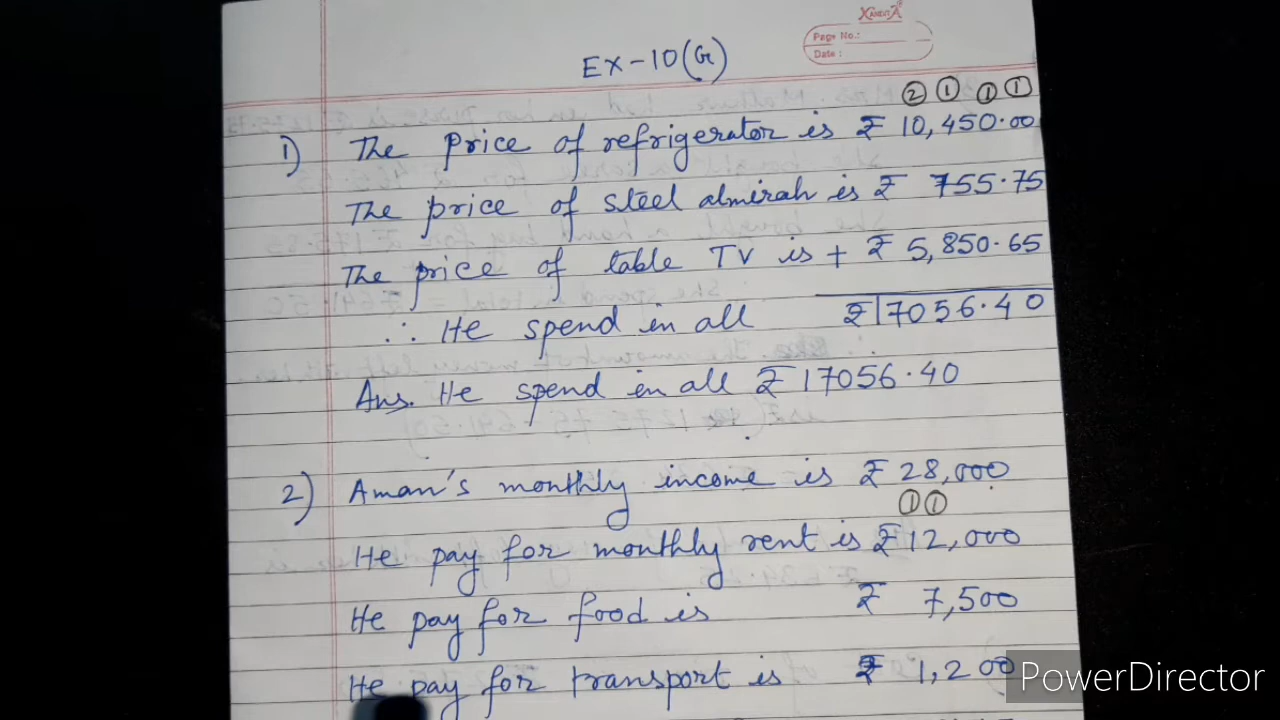 KAMAYA
Page No.:
Date :
EX-10(G)
② ① ① ①
1) The price of refrigerator is ₹ 10,450.00
The price of steel almirah is ₹ 755.75
The price of table TV is + ₹ 5,850.65
∴ He spend in all ₹17056.40
Ans. He spend in all ₹ 17056.40
2) Aman's monthly income is ₹ 28,000
① ①
He pay for monthly rent is ₹ 12,000
He pay for food is ₹ 7,500
He pay for transport is ₹ 1,200
PowerDirector